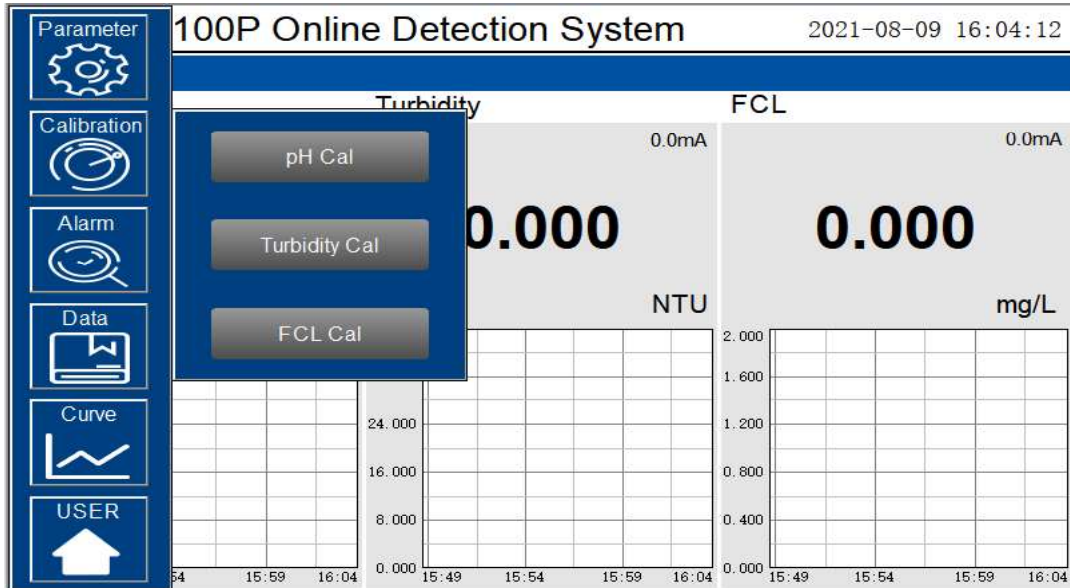 Parameter
100P Online Detection System
2021-08-09 16:04:12
Calibration
Alarm
Data
Curve
USER
pH Cal
Turbidity Cal
FCL Cal
Turbidity
0.0mA
0.000
NTU
24.000
16.000
8.000
0.000
54 15:59 16:04
15:49 15:54 15:59 16:04
FCL
0.0mA
0.000
mg/L
2.000
1.600
1.200
0.800
0.400
0.000
15:49 15:54 15:59 16:04